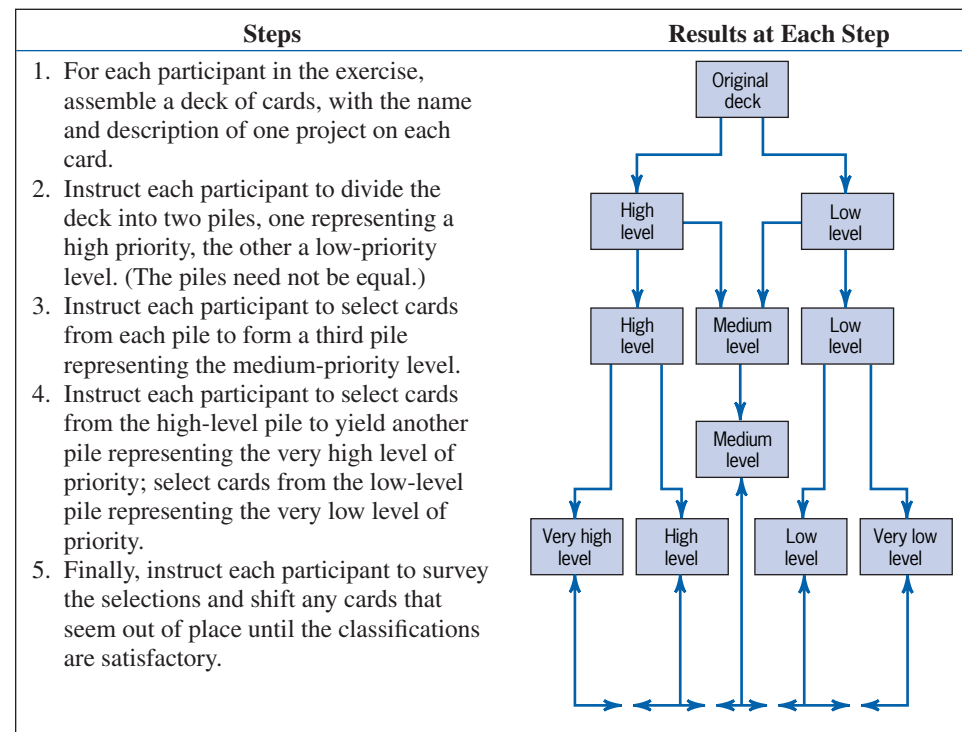 Steps
1. For each participant in the exercise,
assemble a deck of cards, with the name
and description of one project on each
card.
2. Instruct each participant to divide the
deck into two piles, one representing a
high priority, the other a low-priority
level. (The piles need not be equal.)
3. Instruct each participant to select cards
from each pile to form a third pile
representing the medium-priority level.
4. Instruct each participant to select cards
from the high-level pile to yield another
pile representing the very high level of
priority; select cards from the low-level
pile representing the very low level of
priority.
5. Finally, instruct each participant to survey
the selections and shift any cards that
seem out of place until the classifications
are satisfactory.
Results at Each Step
Original
deck
High
level
Low
level
High
level
Medium
level
Low
level
Medium
level
Very high
level
High
level
Low
level
Very low
level